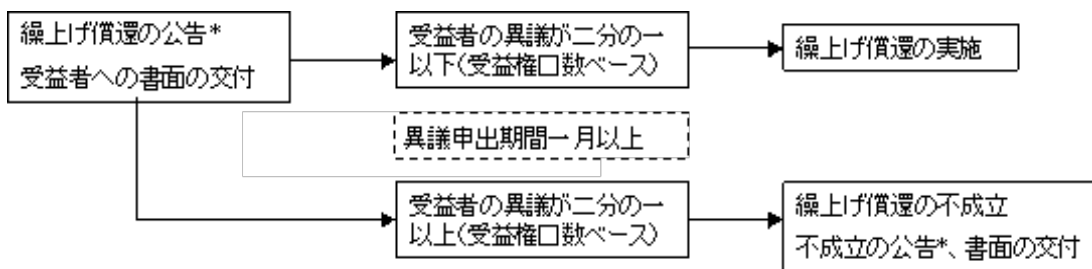 繰上げ償還の公告*
受益者への書面の交付
受益者の異議が二分の一
以下(受益権口数ベース)
繰上げ償還の実施
異議申出期間一月以上
受益者の異議が二分の一
以上(受益権口数ベース)
繰上げ償還の不成立
不成立の公告*、書面の交付